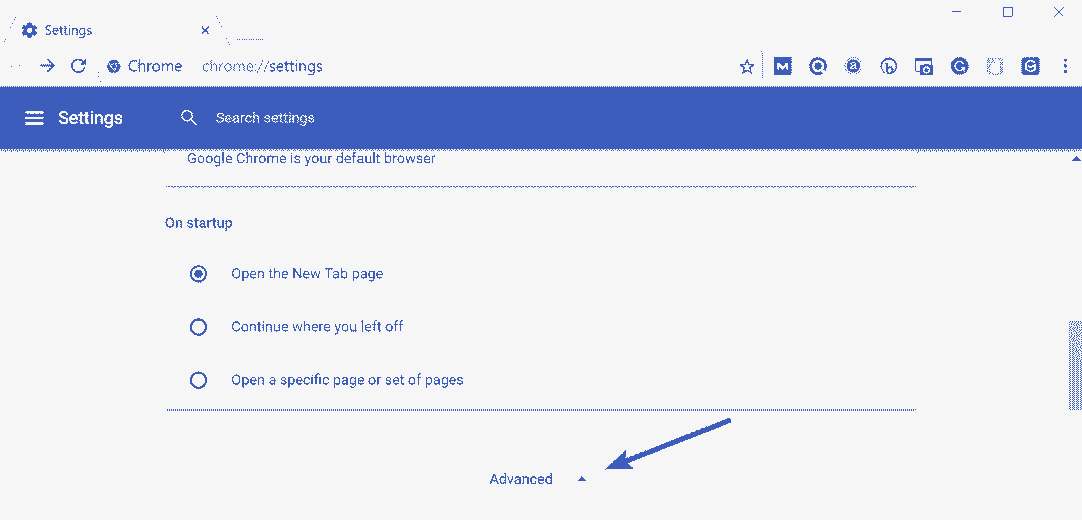 Settings
Chrome chrome://settings
Settings Search settings
Google Chrome is your default browser
On startup
Open the New Tab page
Continue where you left off
Open a specific page or set of pages
Advanced